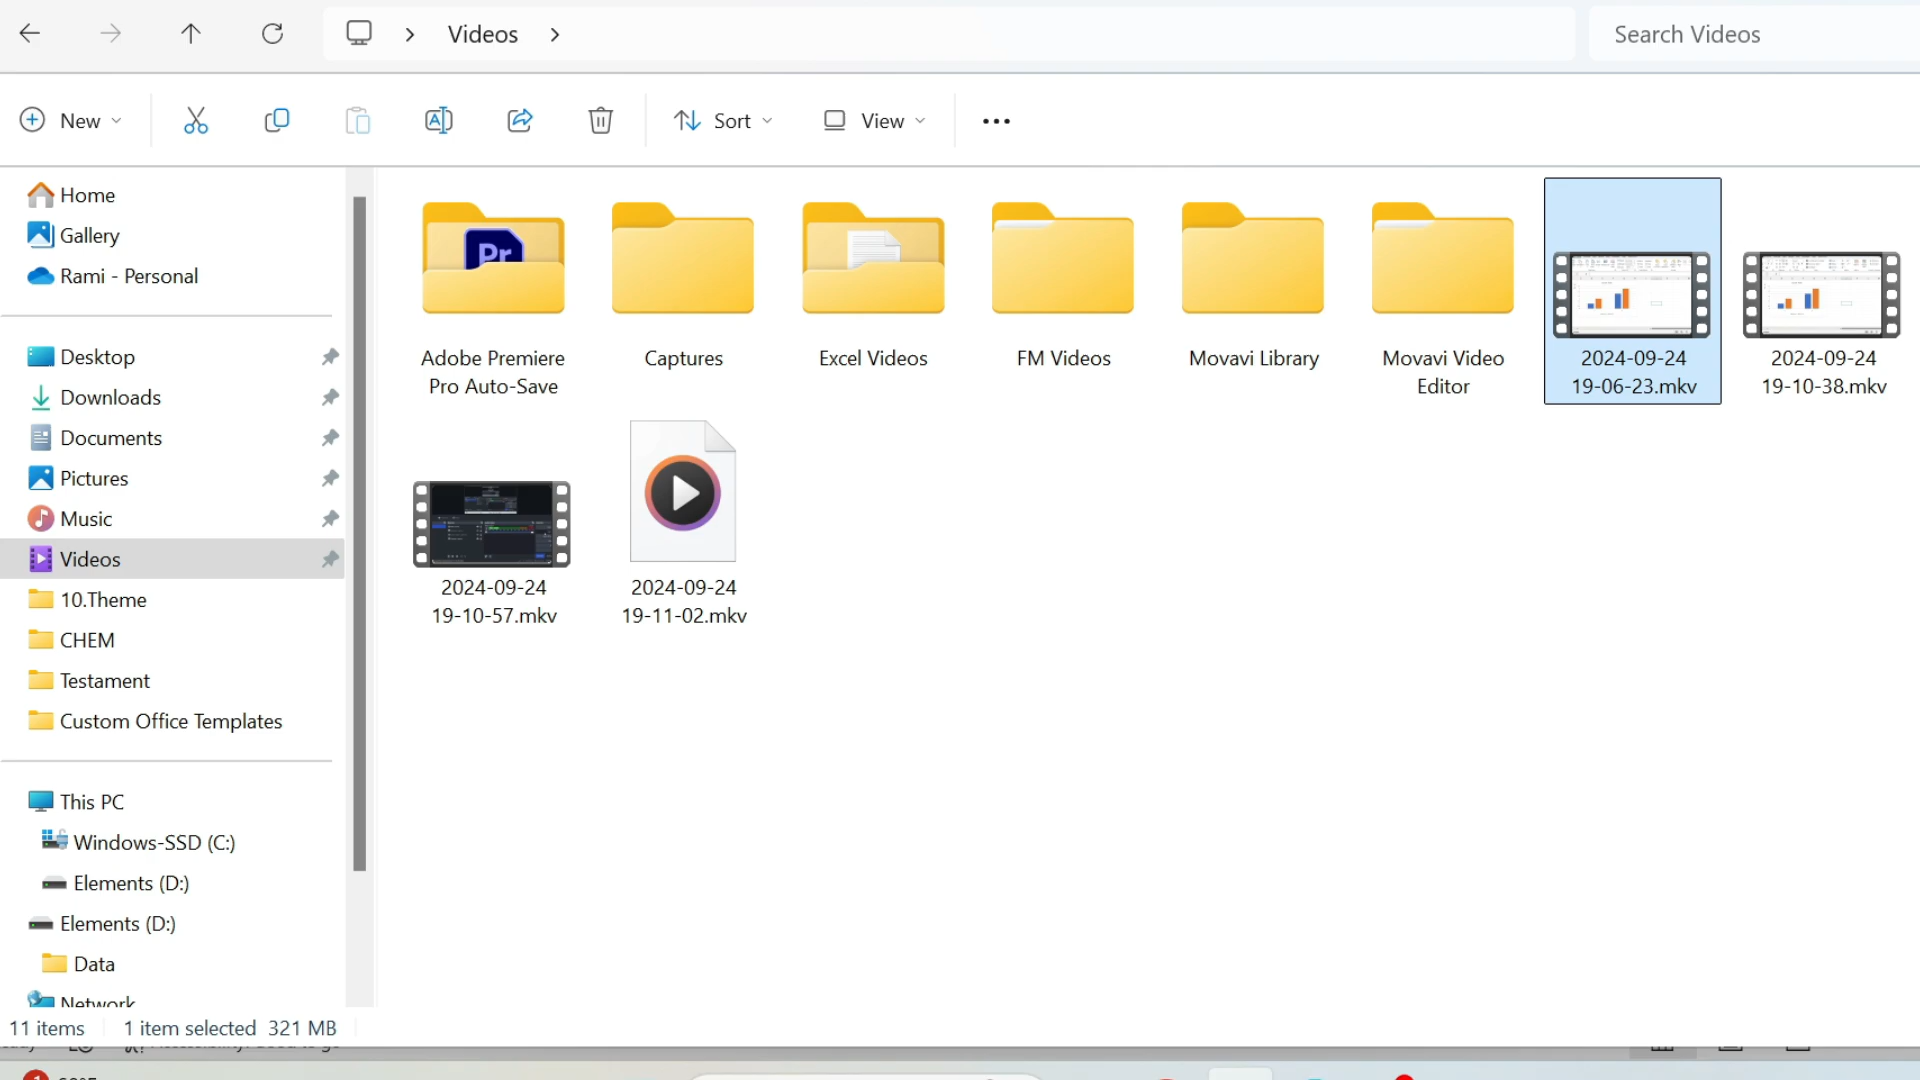 Videos
Search Videos
New
Sort
View
Home
Gallery
Rami - Personal
Desktop
Downloads
Documents
Pictures
Music
Videos
10.Theme
CHEM
Testament
Custom Office Templates
This PC
Windows-SSD (C:)
Elements (D:)
Elements (D:)
Data
Network
Pr
Adobe Premiere
Pro Auto-Save
Captures
Excel Videos
FM Videos
Movavi Library
Movavi Video
Editor
2024-09-24
19-06-23.mkv
2024-09-24
19-10-38.mkv
2024-09-24
19-10-57.mkv
2024-09-24
19-11-02.mkv
11 items
1 item selected 321 MB